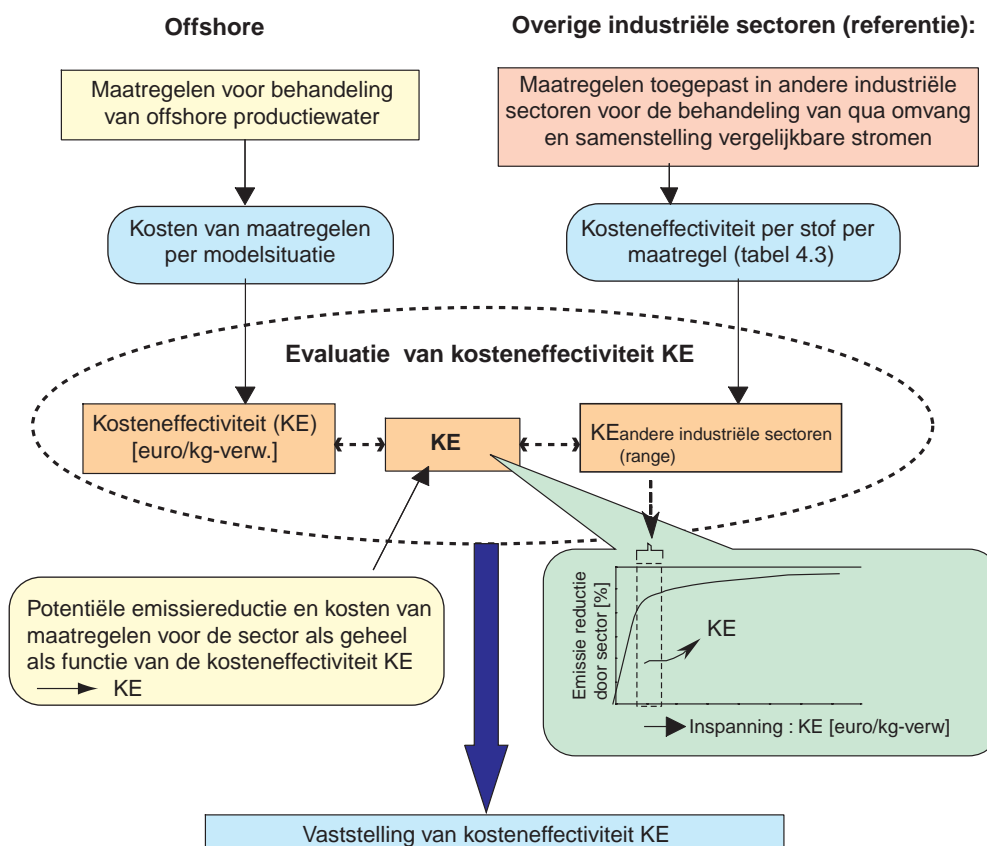 Offshore
Overige industriële sectoren (referentie):
Maatregelen voor behandeling
van offshore productiewater
Maatregelen toegepast in andere industriële
sectoren voor de behandeling van qua omvang
en samenstelling vergelijkbare stromen
Kosten van maatregelen
per modelsituatie
Kosteneffectiviteit per stof per
maatregel (tabel 4.3)
Evaluatie van kosteneffectiviteit KE
Kosteneffectiviteit (KE)
[euro/kg-verw.]
KE
KE andere industriële sectoren
(range)
Potentiële emissiereductie en kosten van
maatregelen voor de sector als geheel
als functie van de kosteneffectiviteit KE
KE
Emissie reductie
door sector [%]
KE
Inspanning : KE [euro/kg-verw]
Vaststelling van kosteneffectiviteit KE